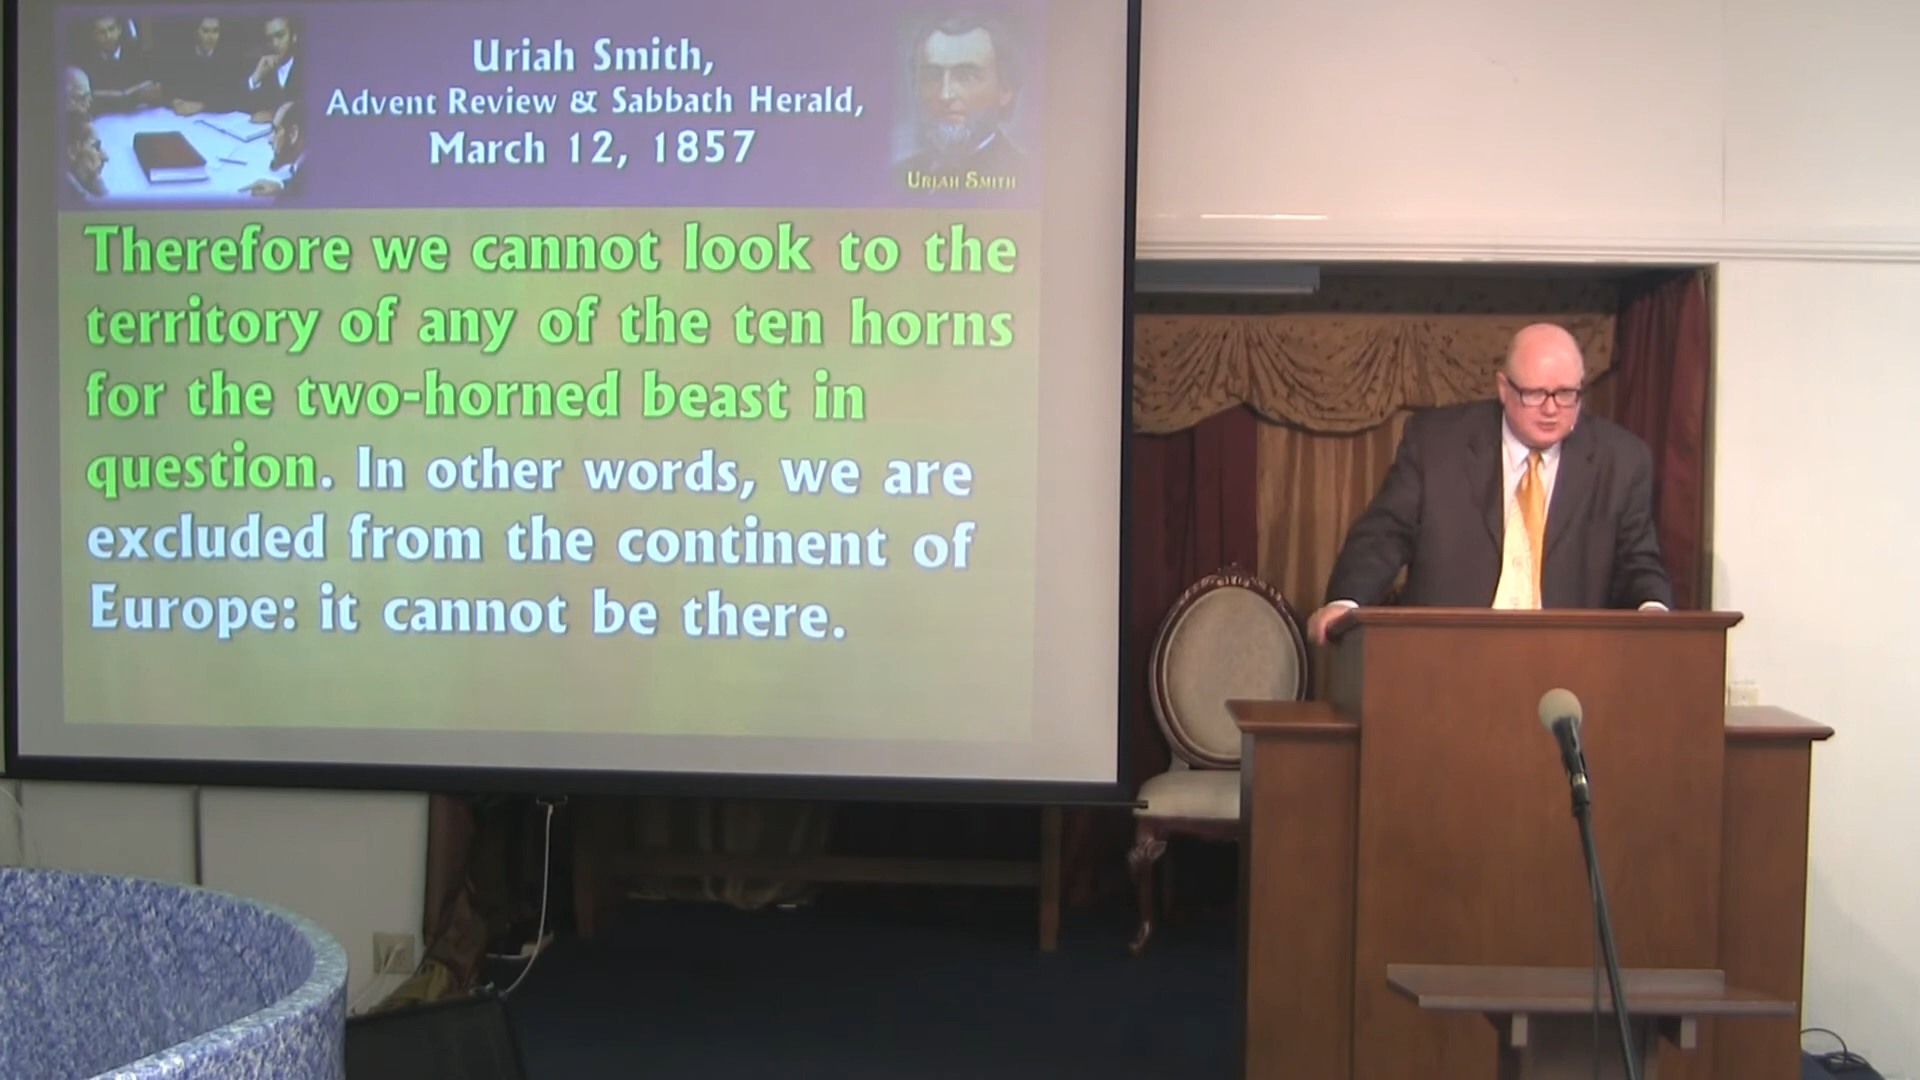 Uriah Smith,
Advent Review & Sabbath Herald,
March 12, 1857
URIAH SMITH
Therefore we cannot look to the
territory of any of the ten horns
for the two-horned beast in
question. In other words, we are
excluded from the continent of
Europe: it cannot be there.